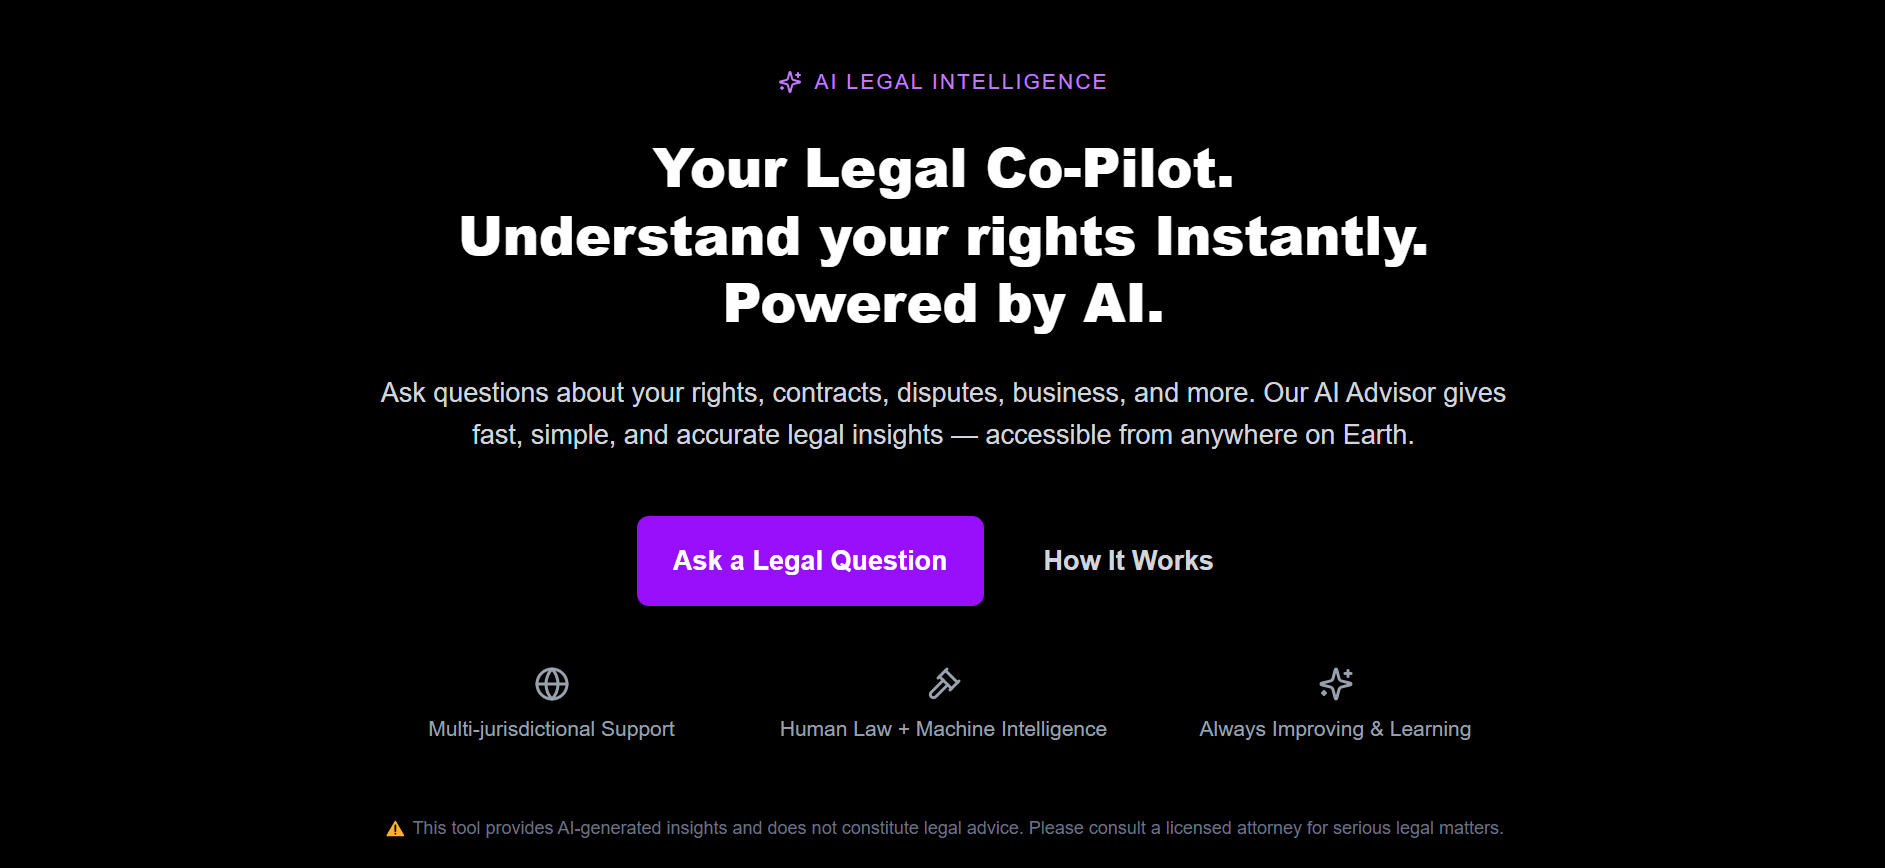 AI LEGAL INTELLIGENCE
Your Legal Co-Pilot.
Understand your rights Instantly.
Powered by AI.
Ask questions about your rights, contracts, disputes, business, and more. Our AI Advisor gives
fast, simple, and accurate legal insights — accessible from anywhere on Earth.
Ask a Legal Question
How It Works
Multi-jurisdictional Support
Human Law + Machine Intelligence
Always Improving & Learning
This tool provides AI-generated insights and does not constitute legal advice. Please consult a licensed attorney for serious legal matters.